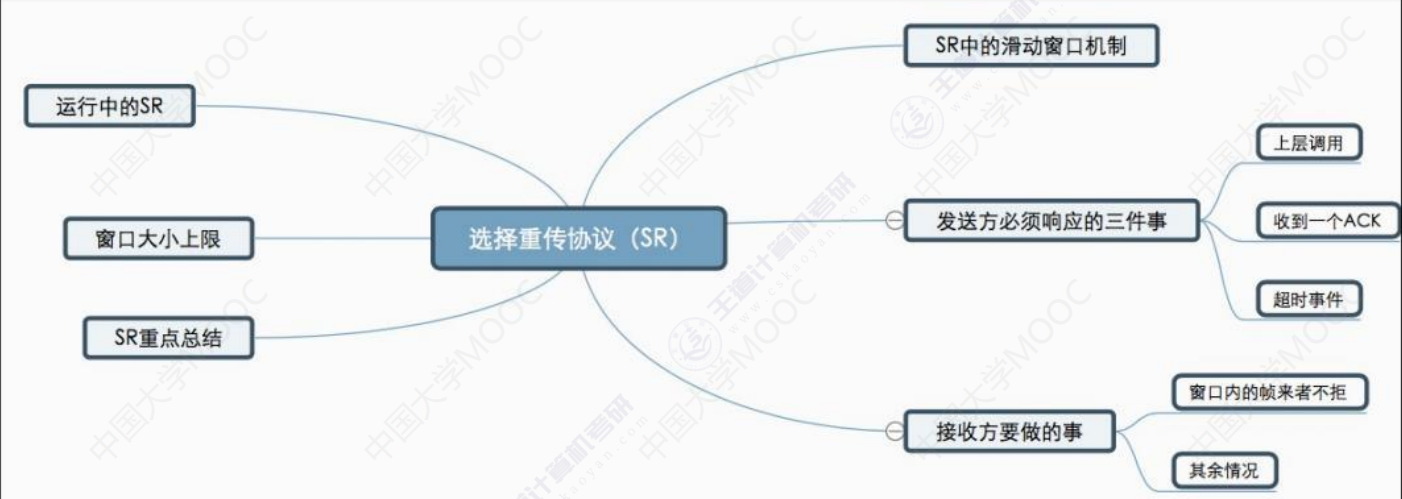 SR中的滑动窗口机制
运行中的SR
上层调用
窗口大小上限
选择重传协议（SR）
发送方必须响应的三件事
收到一个ACK
超时事件
SR重点总结
窗口内的帧来者不拒
接收方要做的事
其余情况
中国大学MOOC
王道计算机考研
www.cskaoyan.com